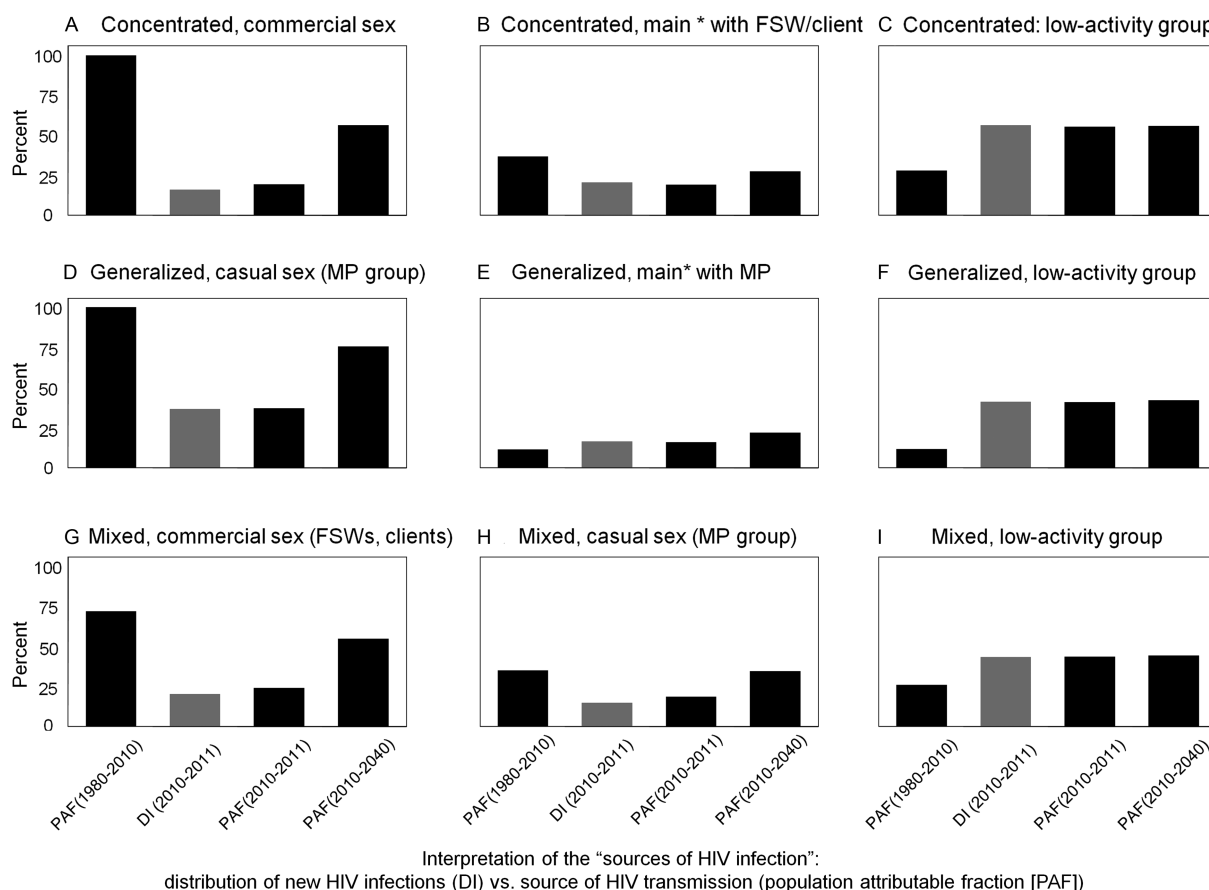 A Concentrated, commercial sex
B Concentrated, main * with FSW/client
C Concentrated: low-activity group
Percent
100
75
50
25
0
D Generalized, casual sex (MP group)
E Generalized, main* with MP
F Generalized, low-activity group
Percent
100
75
50
25
0
G Mixed, commercial sex (FSWs, clients)
H Mixed, casual sex (MP group)
I Mixed, low-activity group
Percent
100
75
50
25
0
PAF(1980-2010)
DI (2010-2011)
PAF(2010-2011)
PAF(2010-2040)
PAF(1980-2010)
DI (2010-2011)
PAF(2010-2011)
PAF(2010-2040)
PAF(1980-2010)
DI (2010-2011)
PAF(2010-2011)
PAF(2010-2040)
Interpretation of the “sources of HIV infection”:
distribution of new HIV infections (DI) vs. source of HIV transmission (population attributable fraction [PAF])